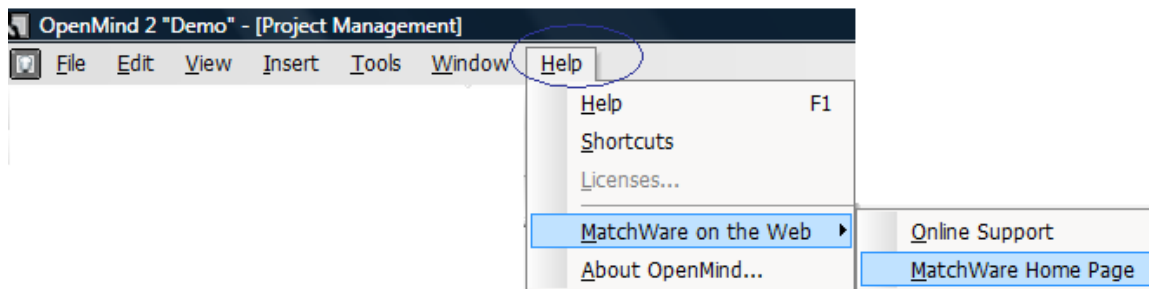 OpenMind 2 "Demo" - [Project Management]
File Edit View Insert Tools Window Help
Help F1
Shortcuts
Licenses...
MatchWare on the Web
Online Support
About OpenMind...
MatchWare Home Page